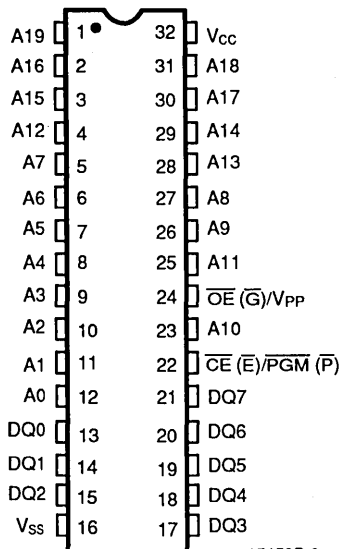 A19 1 32 VCC
A16 2 31 A18
A15 3 30 A17
A12 4 29 A14
A7 5 28 A13
A6 6 27 A8
A5 7 26 A9
A4 8 25 A11
A3 9 24 O̅E̅ (G̅)/VPP
A2 10 23 A10
A1 11 22 C̅E̅ (E̅)/P̅G̅M̅ (P̅)
A0 12 21 DQ7
DQ0 13 20 DQ6
DQ1 14 19 DQ5
DQ2 15 18 DQ4
VSS 16 17 DQ3